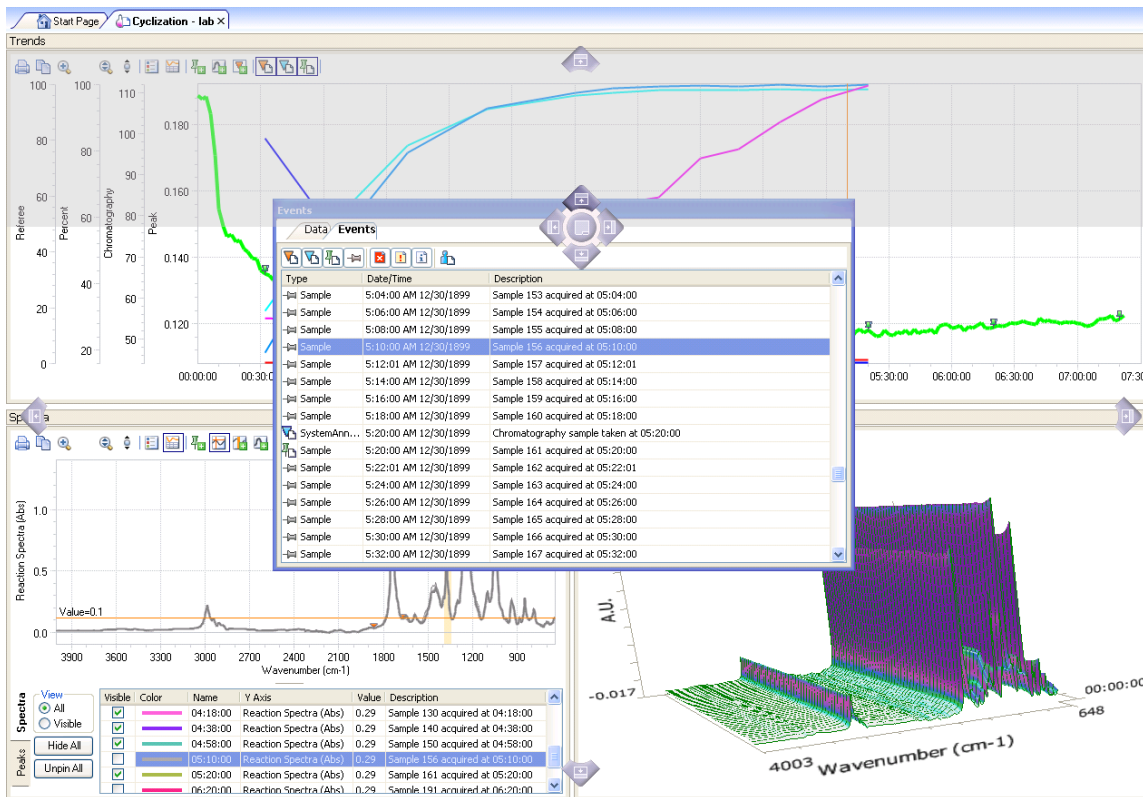 Start Page Cyclization - lab
Trends
100 100 110 0.180
80 80 100
90 0.160
60 60 80
40 70 0.140
40 60
20 0.120
20 50
0
Referee Percent Chromatography Peak
00:00:00 00:30:0 05:30:00 06:00:00 06:30:00 07:00:00 07:30
Events
Data Events
Type Date/Time Description
Sample 5:04:00 AM 12/30/1899 Sample 153 acquired at 05:04:00
Sample 5:06:00 AM 12/30/1899 Sample 154 acquired at 05:06:00
Sample 5:08:00 AM 12/30/1899 Sample 155 acquired at 05:08:00
Sample 5:10:00 AM 12/30/1899 Sample 156 acquired at 05:10:00
Sample 5:12:01 AM 12/30/1899 Sample 157 acquired at 05:12:01
Sample 5:14:00 AM 12/30/1899 Sample 158 acquired at 05:14:00
Sample 5:16:00 AM 12/30/1899 Sample 159 acquired at 05:16:00
Sample 5:18:00 AM 12/30/1899 Sample 160 acquired at 05:18:00
SystemAnn... 5:20:00 AM 12/30/1899 Chromatography sample taken at 05:20:00
Sample 5:20:00 AM 12/30/1899 Sample 161 acquired at 05:20:00
Sample 5:22:01 AM 12/30/1899 Sample 162 acquired at 05:22:01
Sample 5:24:00 AM 12/30/1899 Sample 163 acquired at 05:24:00
Sample 5:26:00 AM 12/30/1899 Sample 164 acquired at 05:26:00
Sample 5:28:00 AM 12/30/1899 Sample 165 acquired at 05:28:00
Sample 5:30:00 AM 12/30/1899 Sample 166 acquired at 05:30:00
Sample 5:32:00 AM 12/30/1899 Sample 167 acquired at 05:32:00
Reaction Spectra (Abs)
1.0
0.5
Value=0.1
0.0
3900 3600 3300 3000 2700 2400 2100 1800 1500 1200 900
Wavenumber (cm-1)
Spectra
Peaks
View
All
Visible
Hide All
Unpin All
Visible Color Name Y Axis Value Description
04:18:00 Reaction Spectra (Abs) 0.29 Sample 130 acquired at 04:18:00
04:38:00 Reaction Spectra (Abs) 0.29 Sample 140 acquired at 04:38:00
04:58:00 Reaction Spectra (Abs) 0.29 Sample 150 acquired at 04:58:00
05:10:00 Reaction Spectra (Abs) 0.29 Sample 156 acquired at 05:10:00
05:20:00 Reaction Spectra (Abs) 0.29 Sample 161 acquired at 05:20:00
06:20:00 Reaction Spectra (Abs) 0.29 Sample 191 acquired at 06:20:00
A.U.
-0.017
00:00:00
648
4003
Wavenumber (cm-1)